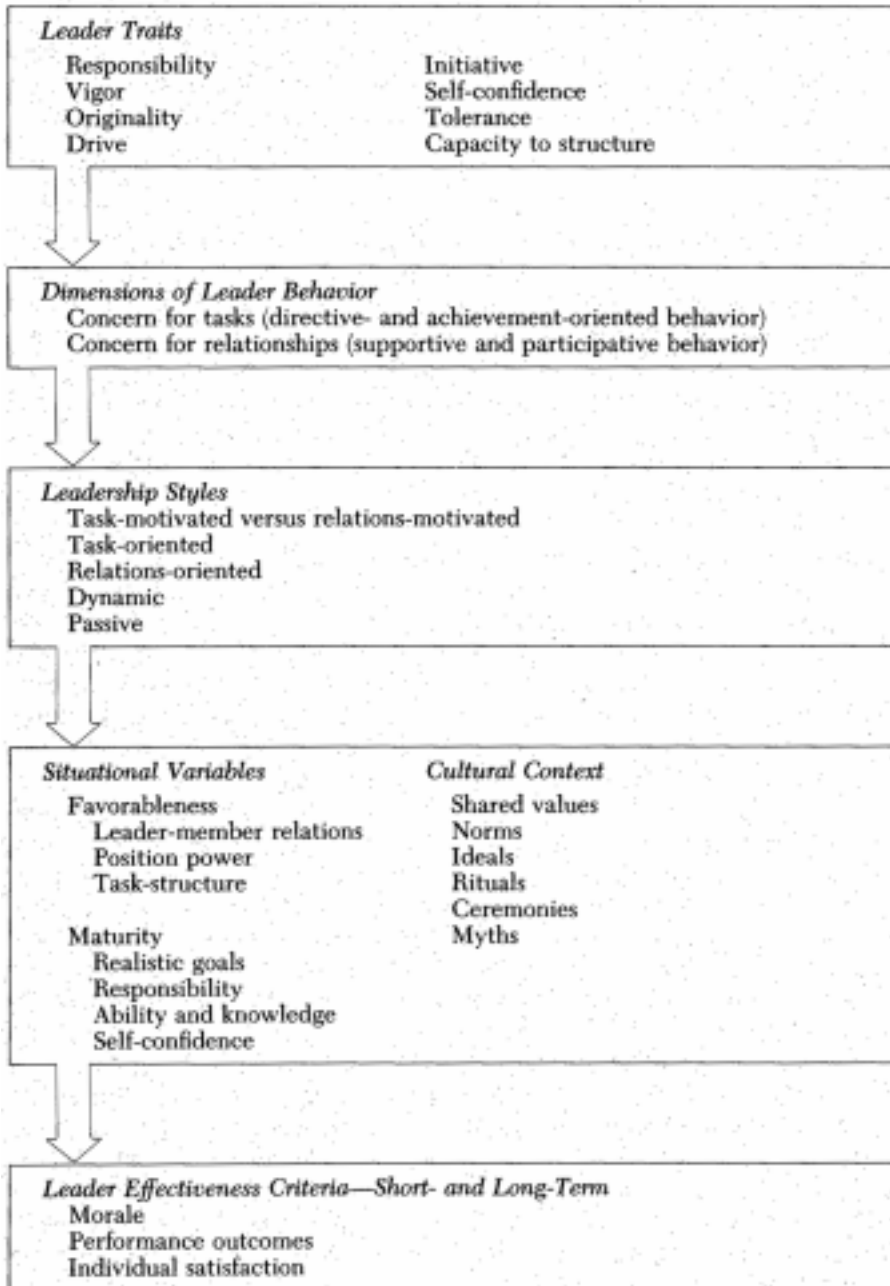 Leader Traits
Responsibility Initiative
Vigor Self-confidence
Originality Tolerance
Drive Capacity to structure
Dimensions of Leader Behavior
Concern for tasks (directive- and achievement-oriented behavior)
Concern for relationships (supportive and participative behavior)
Leadership Styles
Task-motivated versus relations-motivated
Task-oriented
Relations-oriented
Dynamic
Passive
Situational Variables
Favorableness
Leader-member relations
Position power
Task-structure
Maturity
Realistic goals
Responsibility
Ability and knowledge
Self-confidence
Cultural Context
Shared values
Norms
Ideals
Rituals
Ceremonies
Myths
Leader Effectiveness Criteria—Short- and Long-Term
Morale
Performance outcomes
Individual satisfaction